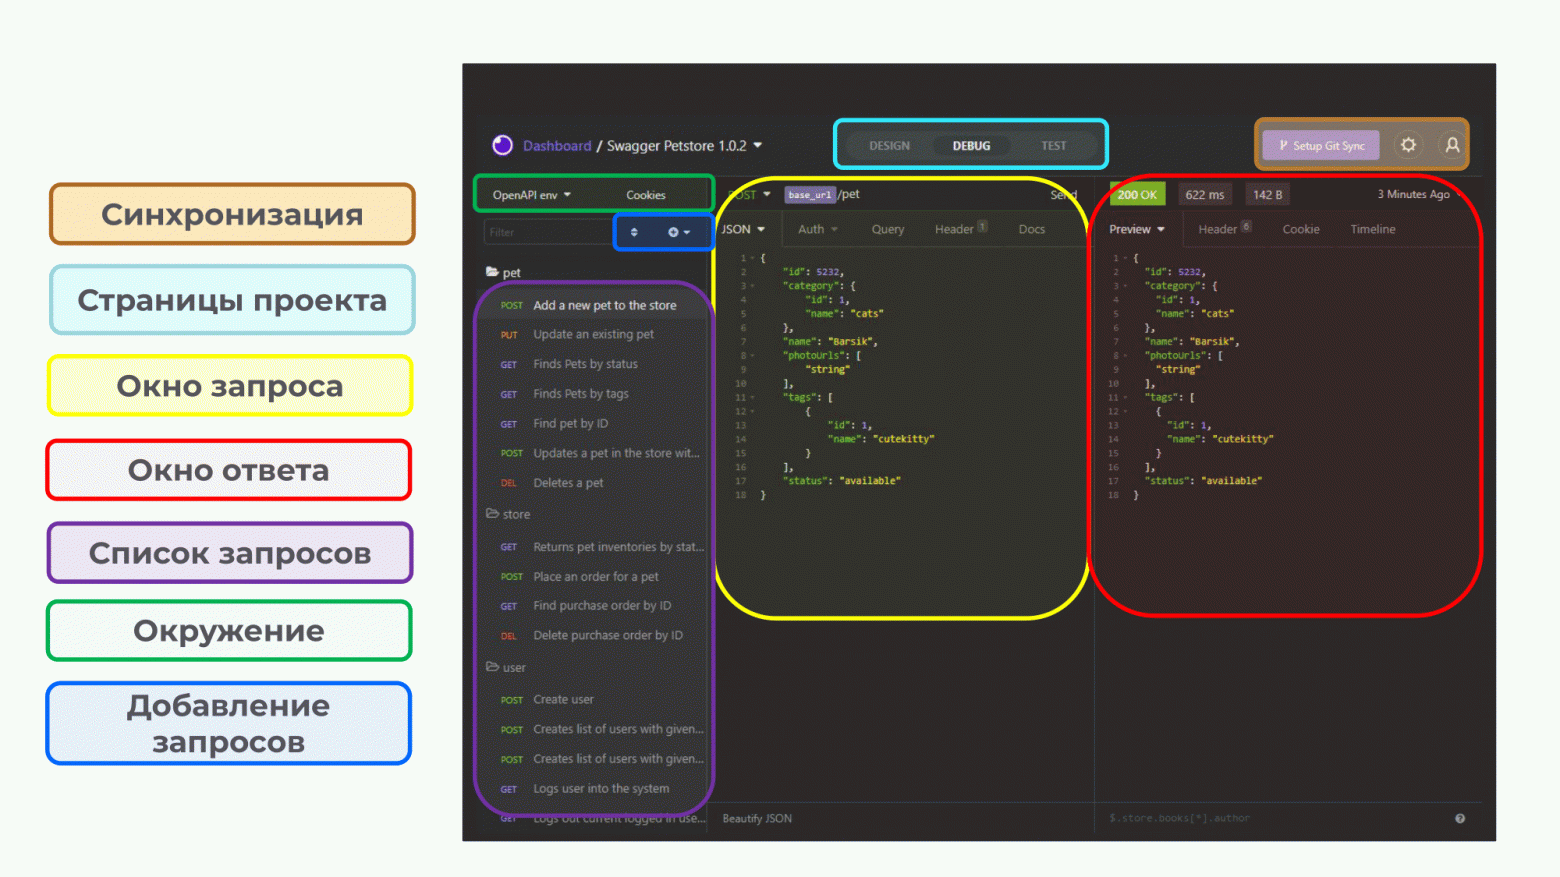 Синхронизация
Страницы проекта
Окно запроса
Окно ответа
Список запросов
Окружение
Добавление
запросов
Dashboard / Swagger Petstore 1.0.2
DESIGN DEBUG TEST
Setup Git Sync
OpenAPI env Cookies
Filter
pet
POST Add a new pet to the store
PUT Update an existing pet
GET Finds Pets by status
GET Finds Pets by tags
GET Find pet by ID
POST Updates a pet in the store wit...
DEL Deletes a pet
store
GET Returns pet inventories by stat...
POST Place an order for a pet
GET Find purchase order by ID
DEL Delete purchase order by ID
user
POST Create user
POST Creates list of users with given...
POST Creates list of users with given...
GET Logs user into the system
GET Logs out current logged in use...
POST base_url /pet Send
JSON Auth Query Header 1 Docs
1 {
2 "id": 5232,
3 "category": {
4 "id": 1,
5 "name": "cats"
6 },
7 "name": "Barsik",
8 "photoUrls": [
9 "string"
10 ],
11 "tags": [
12 {
13 "id": 1,
14 "name": "cutekitty"
15 }
16 ],
17 "status": "available"
18 }
Beautify JSON
200 OK 622 ms 142 B 3 Minutes Ago
Preview Header 6 Cookie Timeline
1 {
2 "id": 5232,
3 "category": {
4 "id": 1,
5 "name": "cats"
6 },
7 "name": "Barsik",
8 "photoUrls": [
9 "string"
10 ],
11 "tags": [
12 {
13 "id": 1,
14 "name": "cutekitty"
15 }
16 ],
17 "status": "available"
18 }
$.store.books[*].author